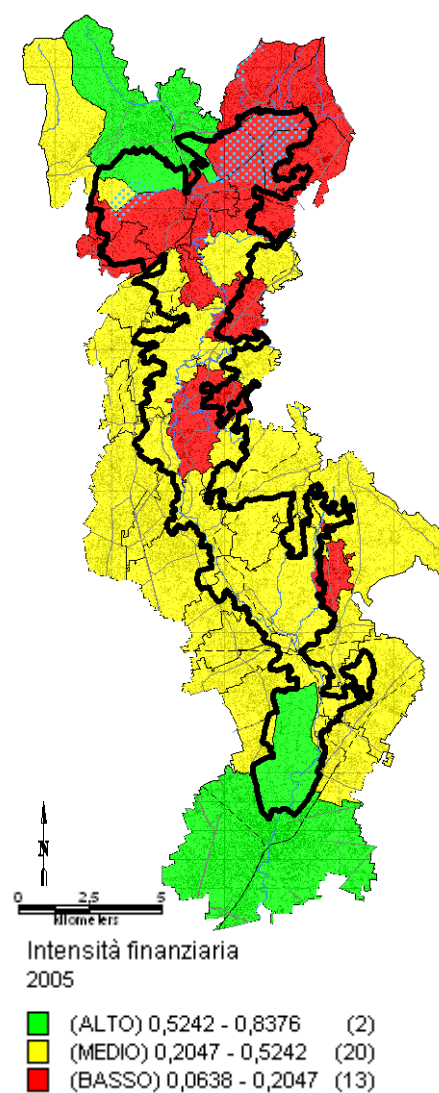 N
0 2,5 5
kilometers
Intensità finanziaria
2005
(ALTO) 0,5242 - 0,8376 (2)
(MEDIO) 0,2047 - 0,5242 (20)
(BASSO) 0,0638 - 0,2047 (13)